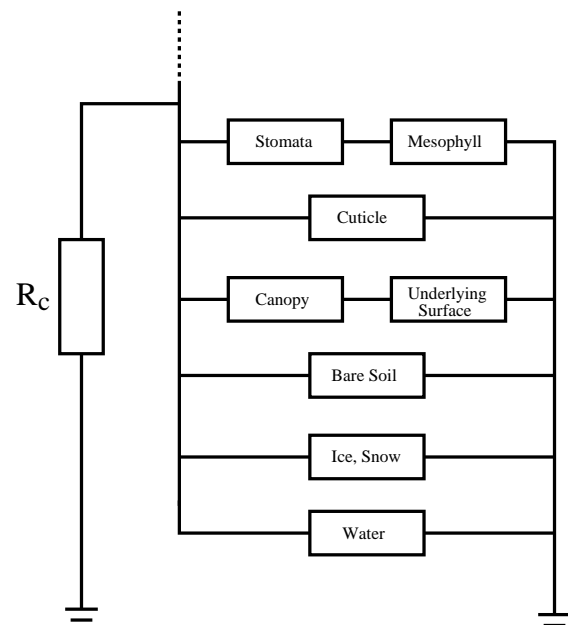 Stomata Mesophyll
Cuticle
Rc
Canopy Underlying
Surface
Bare Soil
Ice, Snow
Water